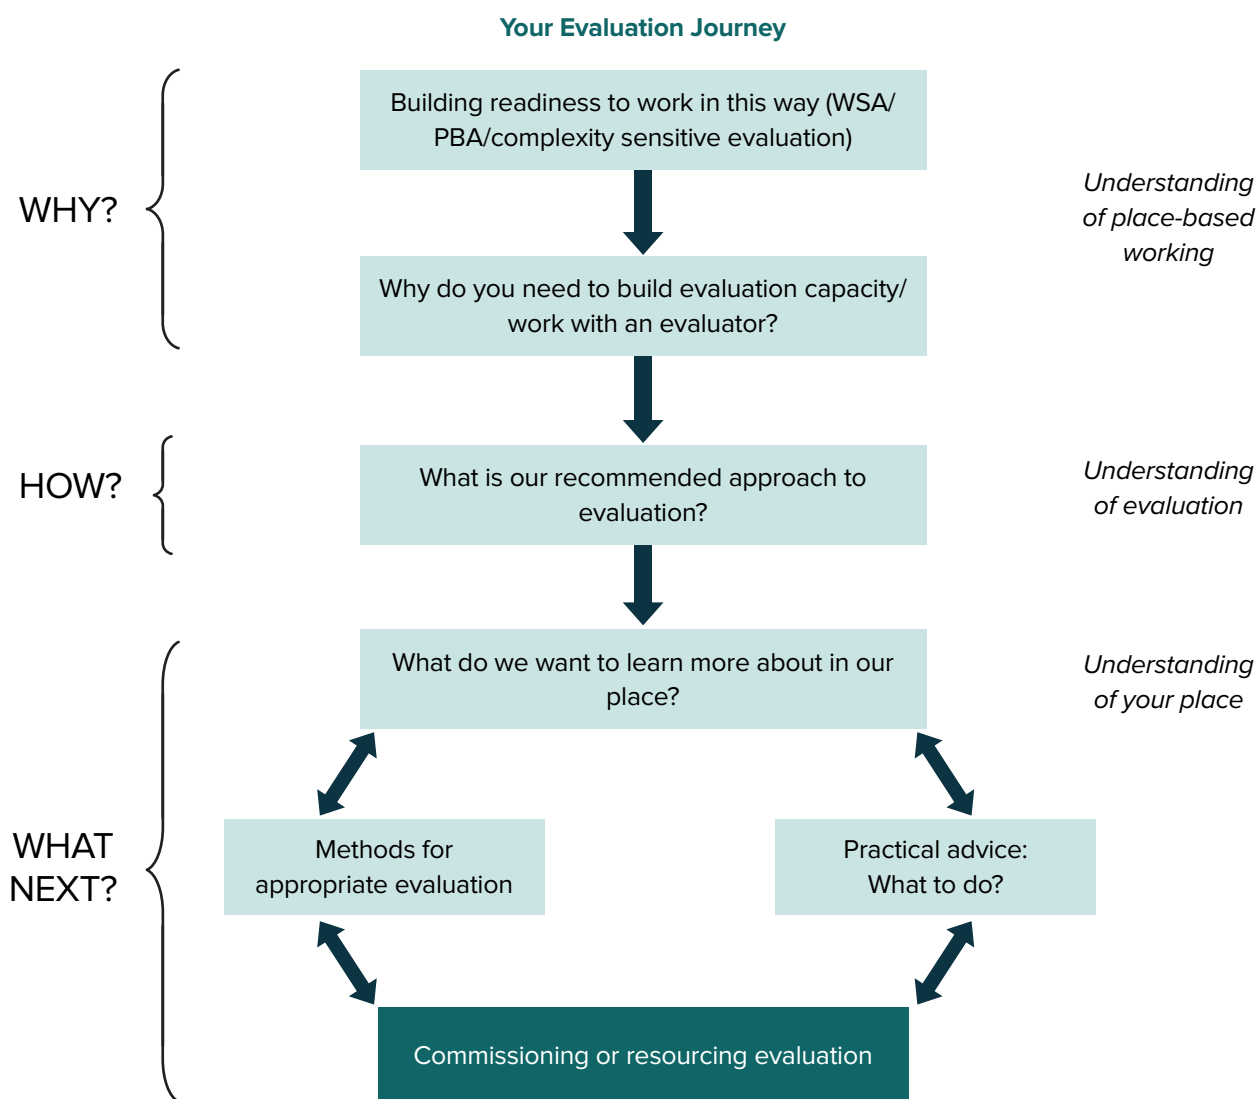 Your Evaluation Journey
WHY?
Building readiness to work in this way (WSA/
PBA/complexity sensitive evaluation)
Why do you need to build evaluation capacity/
work with an evaluator?
Understanding
of place-based
working
HOW?
What is our recommended approach to
evaluation?
Understanding
of evaluation
WHAT
NEXT?
What do we want to learn more about in our
place?
Understanding
of your place
Methods for
appropriate evaluation
Practical advice:
What to do?
Commissioning or resourcing evaluation